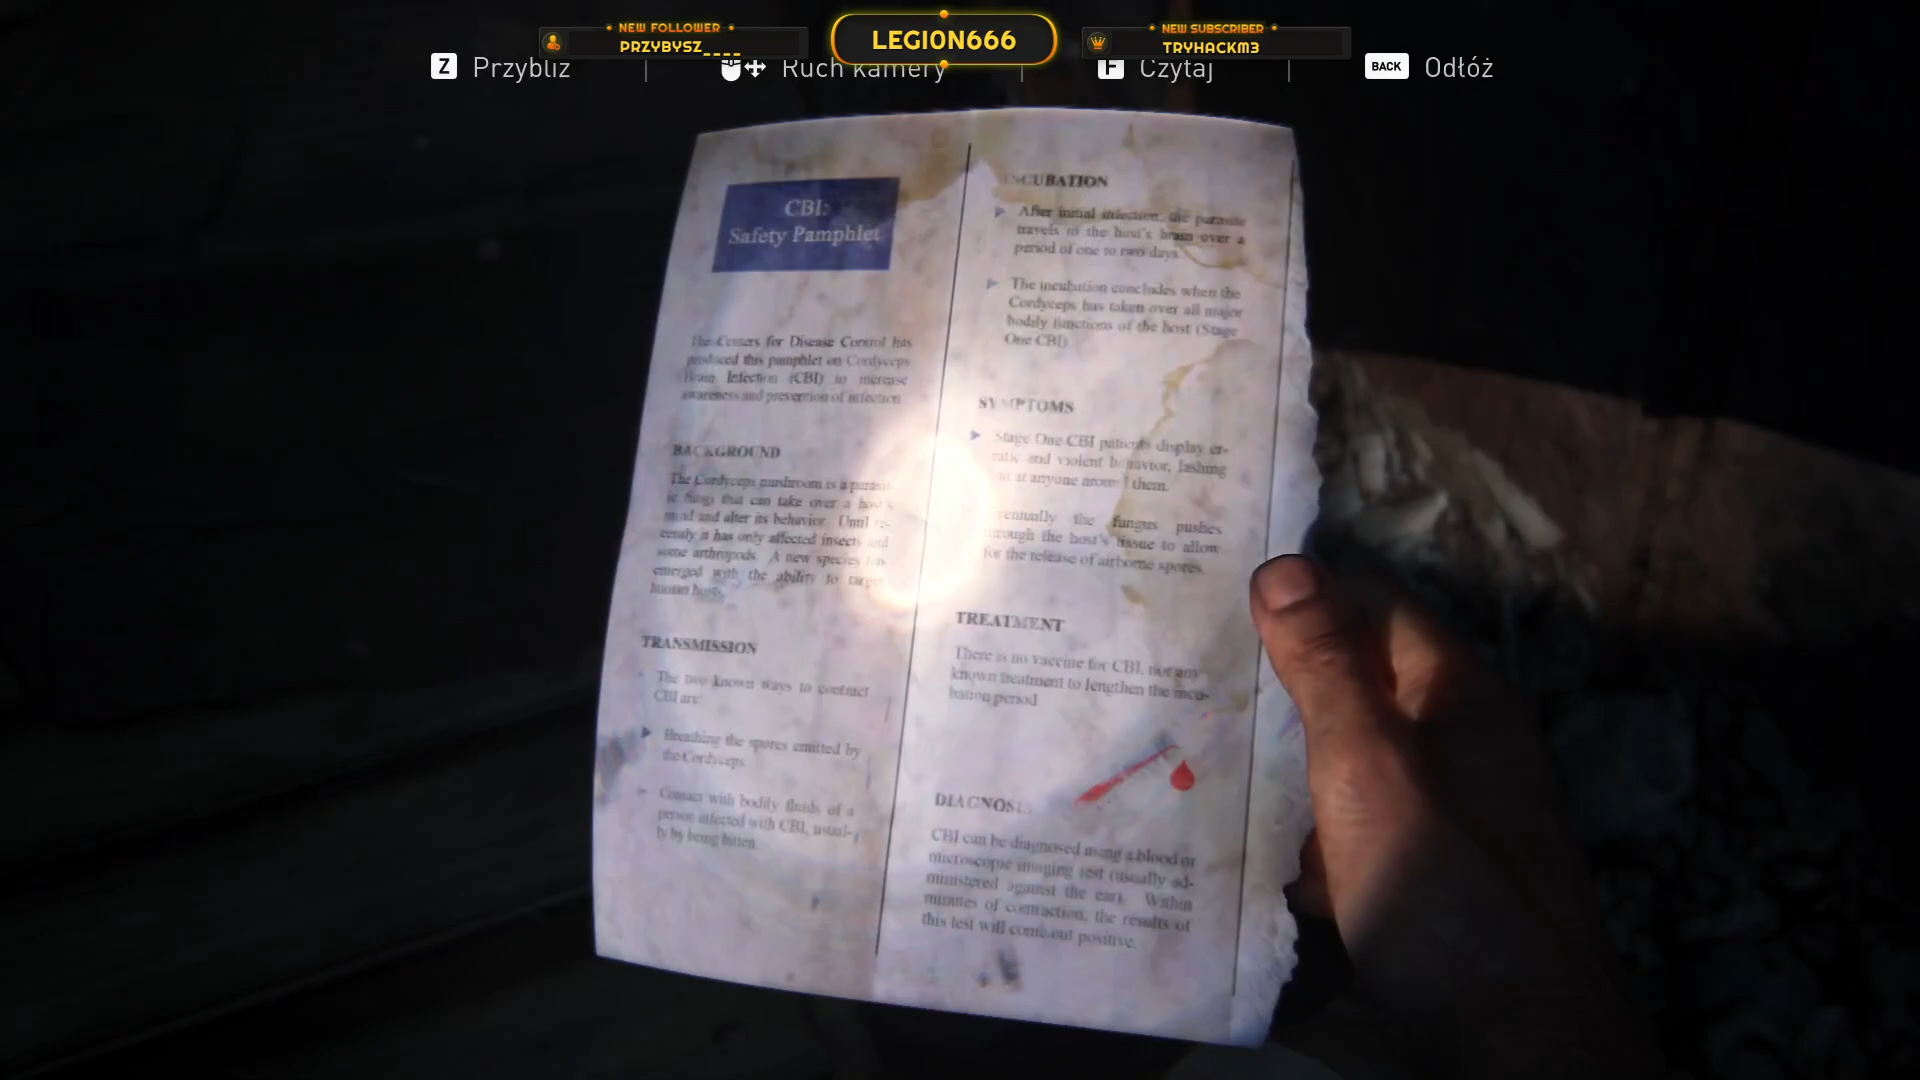 NEW FOLLOWER
PRZYBYSZ____
LEGI0N666
NEW SUBSCRIBER
TRYHACKM3
Z Przybliż
Ruch kamery
F Czytaj
BACK Odłóż
CBI:
Safety Pamphlet
The Centers for Disease Control has
produced this pamphlet on Cordyceps
Brain Infection (CBI) to increase
awareness and prevention of infection
BACKGROUND
The Cordyceps mushroom is a parasit-
ic fungi that can take over a host's
mind and alter its behavior. Until re-
cently it has only affected insects and
some arthropods. A new species has
emerged with the ability to target
human hosts.
TRANSMISSION
The two known ways to contract
CBI are:
Breathing the spores emitted by
the Cordyceps.
Contact with bodily fluids of a
person infected with CBI, usual-
ly by being bitten.
INCUBATION
After initial infection, the parasite
travels to the host's brain over a
period of one to two days.
The incubation concludes when the
Cordyceps has taken over all major
bodily functions of the host (Stage
One CBI)
SYMPTOMS
Stage One CBI patients display er-
ratic and violent behavior, lashing
out at anyone around them.
Eventually the fungus pushes
through the host's tissue to allow
for the release of airborne spores.
TREATMENT
There is no vaccine for CBI, nor any
known treatment to lengthen the incu-
bation period
DIAGNOSIS
CBI can be diagnosed using a blood or
microscopic imaging test (usually ad-
ministered against the ear). Within
minutes of contraction, the results of
this test will come out positive.